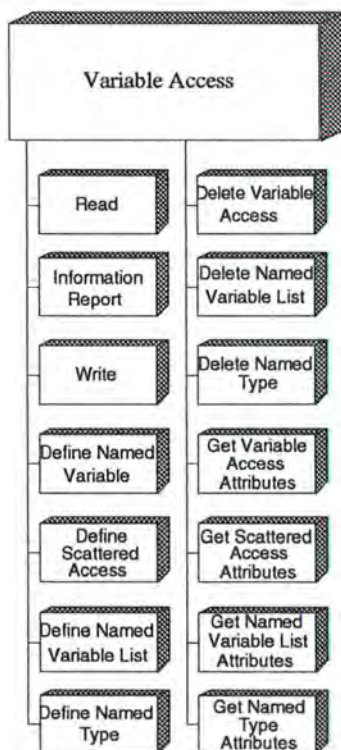 Variable Access
Read
Information
Report
Write
Define Named
Variable
Define
Scattered
Access
Define Named
Variable List
Define Named
Type
Delete Variable
Access
Delete Named
Variable List
Delete Named
Type
Get Variable
Access
Attributes
Get Scattered
Access
Attributes
Get Named
Variable List
Attributes
Get Named
Type
Attributes